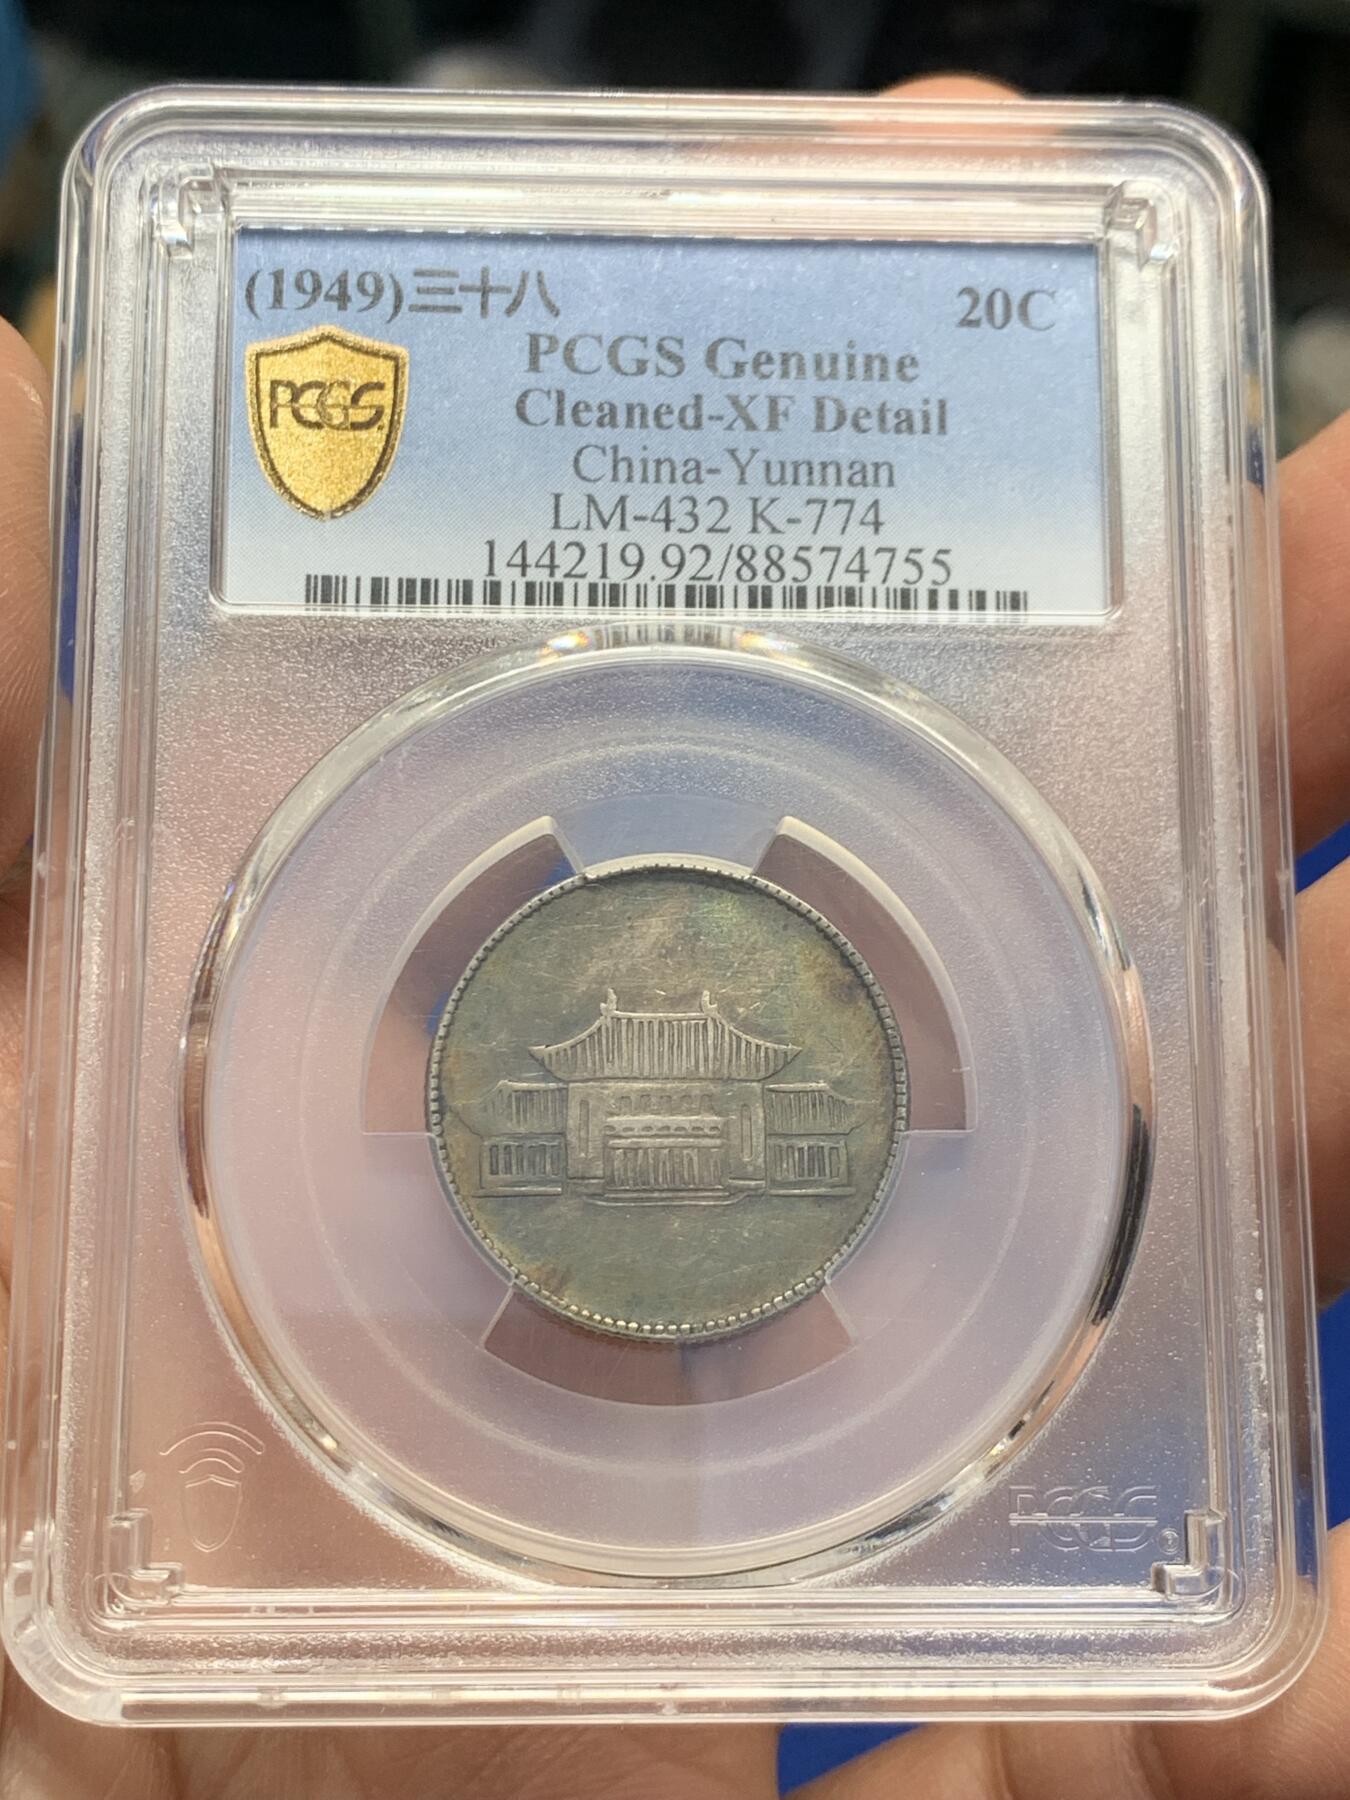 (1949)三十八
20C
PCGS
PCGS Genuine
Cleaned-XF Detail
China-Yunnan
LM-432 K-774
144219.92/88574755
PCGS